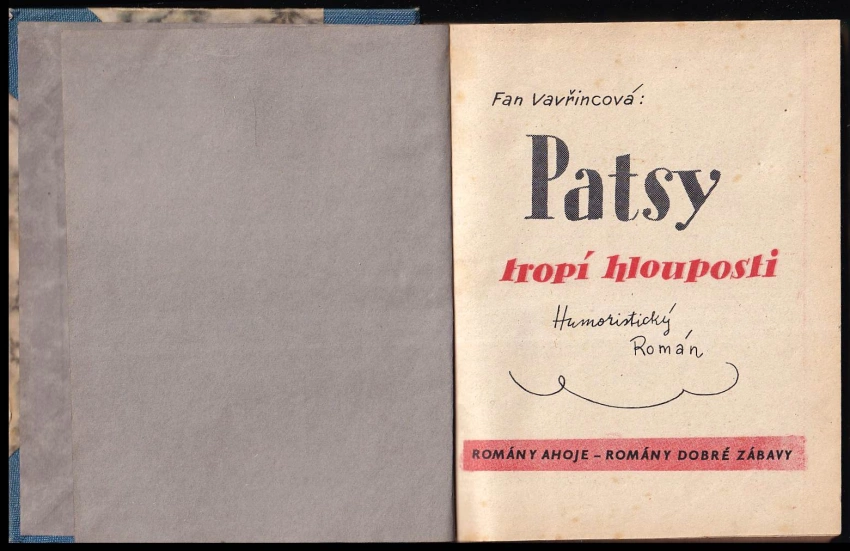 Fan Vavřincová:
Patsy
tropí hlouposti
Humoristický
Román
ROMÁNY AHOJE – ROMÁNY DOBRÉ ZÁBAVY